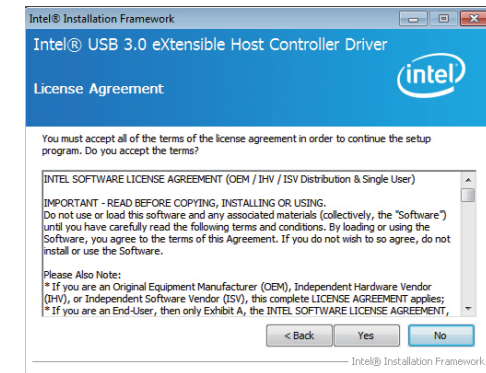 Intel® Installation Framework
Intel® USB 3.0 eXtensible Host Controller Driver
intel
License Agreement
You must accept all of the terms of the license agreement in order to continue the setup
program. Do you accept the terms?
INTEL SOFTWARE LICENSE AGREEMENT (OEM / IHV / ISV Distribution & Single User)
IMPORTANT - READ BEFORE COPYING, INSTALLING OR USING.
Do not use or load this software and any associated materials (collectively, the "Software")
until you have carefully read the following terms and conditions. By loading or using the
Software, you agree to the terms of this Agreement. If you do not wish to so agree, do not
install or use the Software.
Please Also Note:
* If you are an Original Equipment Manufacturer (OEM), Independent Hardware Vendor
(IHV), or Independent Software Vendor (ISV), this complete LICENSE AGREEMENT applies;
* If you are an End-User, then only Exhibit A, the INTEL SOFTWARE LICENSE AGREEMENT,
< Back Yes No
Intel® Installation Framework